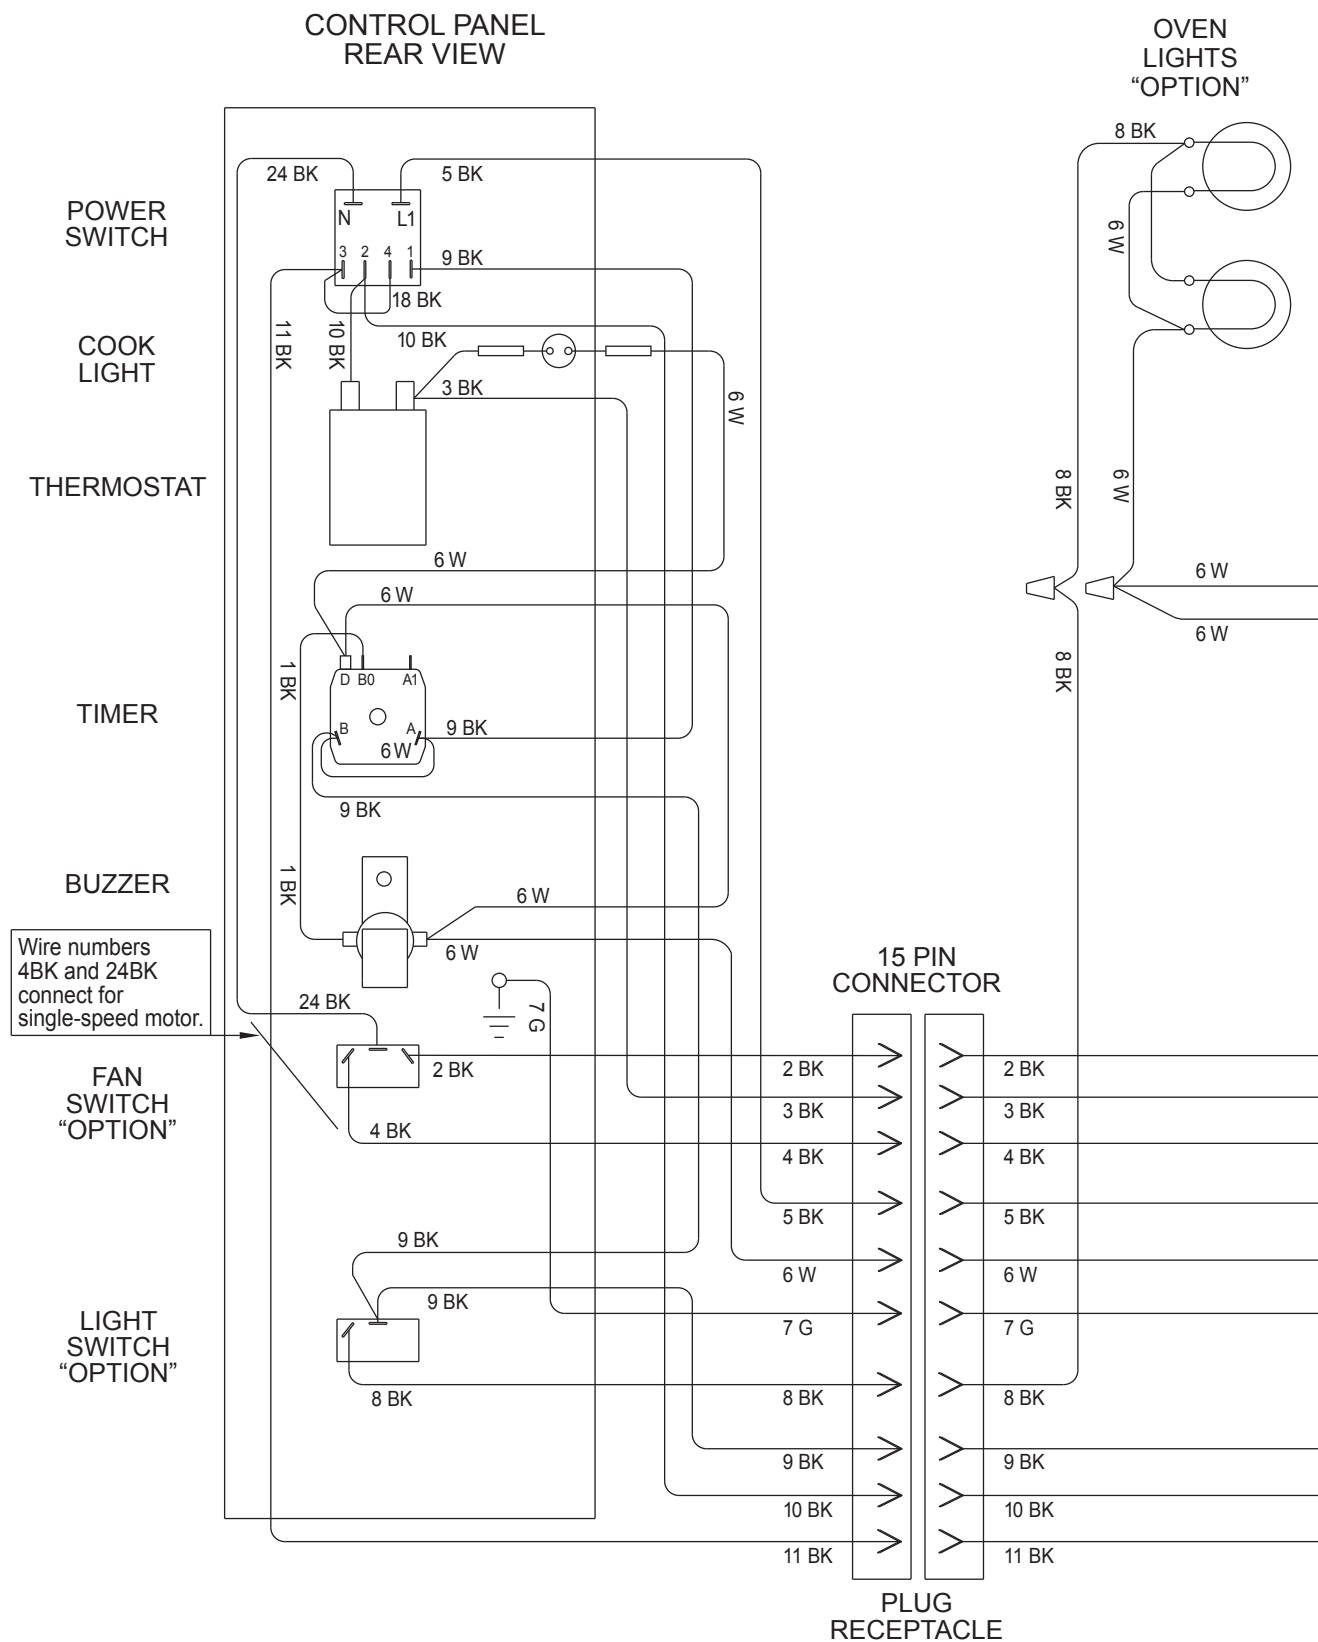 CONTROL PANEL
REAR VIEW
OVEN
LIGHTS
“OPTION”
8 BK
24 BK
5 BK
POWER
SWITCH
N
L1
3
2
4
1
9 BK
6 W
18 BK
11 BK
10 BK
10 BK
COOK
LIGHT
3 BK
6 W
THERMOSTAT
8 BK
6 W
6 W
6 W
6 W
6 W
1 BK
D
B0
A1
8 BK
TIMER
B
A
9 BK
6 W
9 BK
BUZZER
1 BK
6 W
Wire numbers
4BK and 24BK
connect for
single-speed motor.
6 W
15 PIN
CONNECTOR
24 BK
7 G
2 BK
2 BK
2 BK
FAN
SWITCH
“OPTION”
3 BK
3 BK
4 BK
4 BK
4 BK
5 BK
5 BK
9 BK
6 W
6 W
9 BK
LIGHT
SWITCH
“OPTION”
7 G
7 G
8 BK
8 BK
8 BK
9 BK
9 BK
10 BK
10 BK
11 BK
11 BK
PLUG
RECEPTACLE